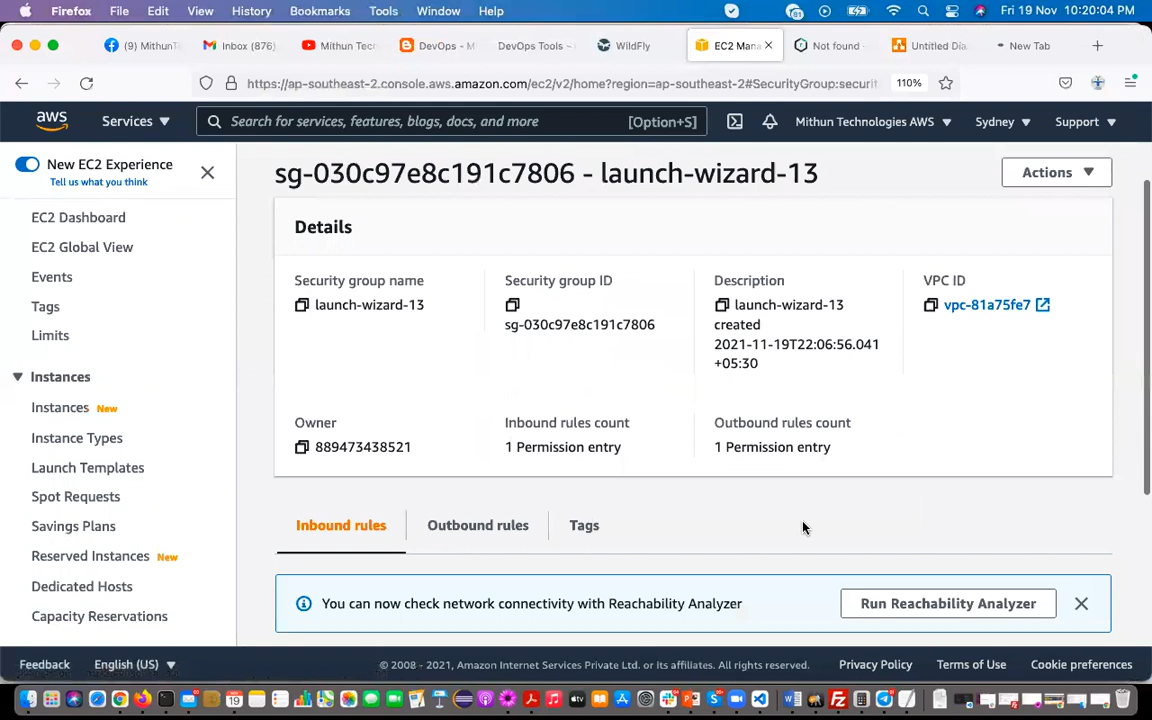 Firefox File Edit View History Bookmarks Tools Window Help Fri 19 Nov 10:20:04 PM
(9) MithunTe Inbox (876) Mithun Tech DevOps - M DevOps Tools - WildFly EC2 Mana Not found Untitled Dia New Tab
https://ap-southeast-2.console.aws.amazon.com/ec2/v2/home?region=ap-southeast-2#SecurityGroup:securi 110%
aws Services Search for services, features, blogs, docs, and more [Option+S] Mithun Technologies AWS Sydney Support
New EC2 Experience
Tell us what you think
EC2 Dashboard
EC2 Global View
Events
Tags
Limits
Instances
Instances New
Instance Types
Launch Templates
Spot Requests
Savings Plans
Reserved Instances New
Dedicated Hosts
Capacity Reservations
sg-030c97e8c191c7806 - launch-wizard-13
Actions
Details
Security group name
launch-wizard-13
Security group ID
sg-030c97e8c191c7806
Description
launch-wizard-13
created
2021-11-19T22:06:56.041
+05:30
VPC ID
vpc-81a75fe7
Owner
889473438521
Inbound rules count
1 Permission entry
Outbound rules count
1 Permission entry
Inbound rules Outbound rules Tags
You can now check network connectivity with Reachability Analyzer Run Reachability Analyzer
Feedback English (US) © 2008 - 2021, Amazon Internet Services Private Ltd. or its affiliates. All rights reserved. Privacy Policy Terms of Use Cookie preferences